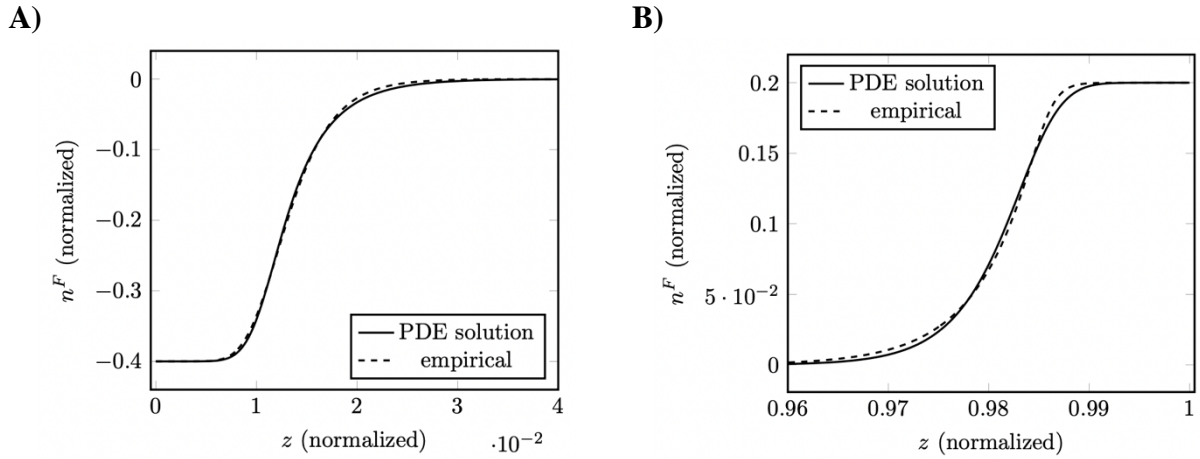 A)
0
−0.1
−0.2
−0.3
−0.4
n^F (normalized)
PDE solution
empirical
0 1 2 3 4
z (normalized)
·10^−2
B)
PDE solution
empirical
0.2
0.15
0.1
5 · 10^−2
0
n^F (normalized)
0.96 0.97 0.98 0.99 1
z (normalized)